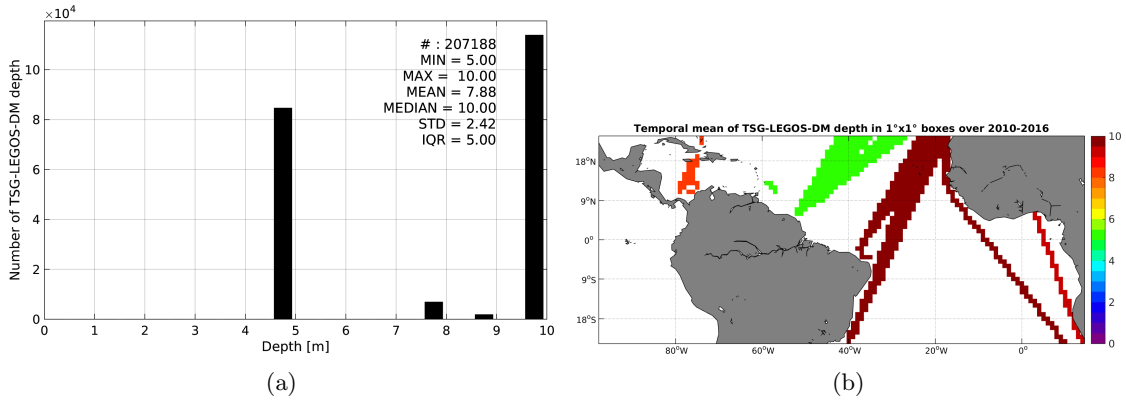 ×10⁴
10
8
6
4
2
0
Number of TSG-LEGOS-DM depth
# : 207188
MIN = 5.00
MAX = 10.00
MEAN = 7.88
MEDIAN = 10.00
STD = 2.42
IQR = 5.00
0 1 2 3 4 5 6 7 8 9 10
Depth [m]
(a)
Temporal mean of TSG-LEGOS-DM depth in 1°x1° boxes over 2010-2016
18°N
9°N
0°
9°S
18°S
80°W 60°W 40°W 20°W 0°
10
8
6
4
2
0
(b)